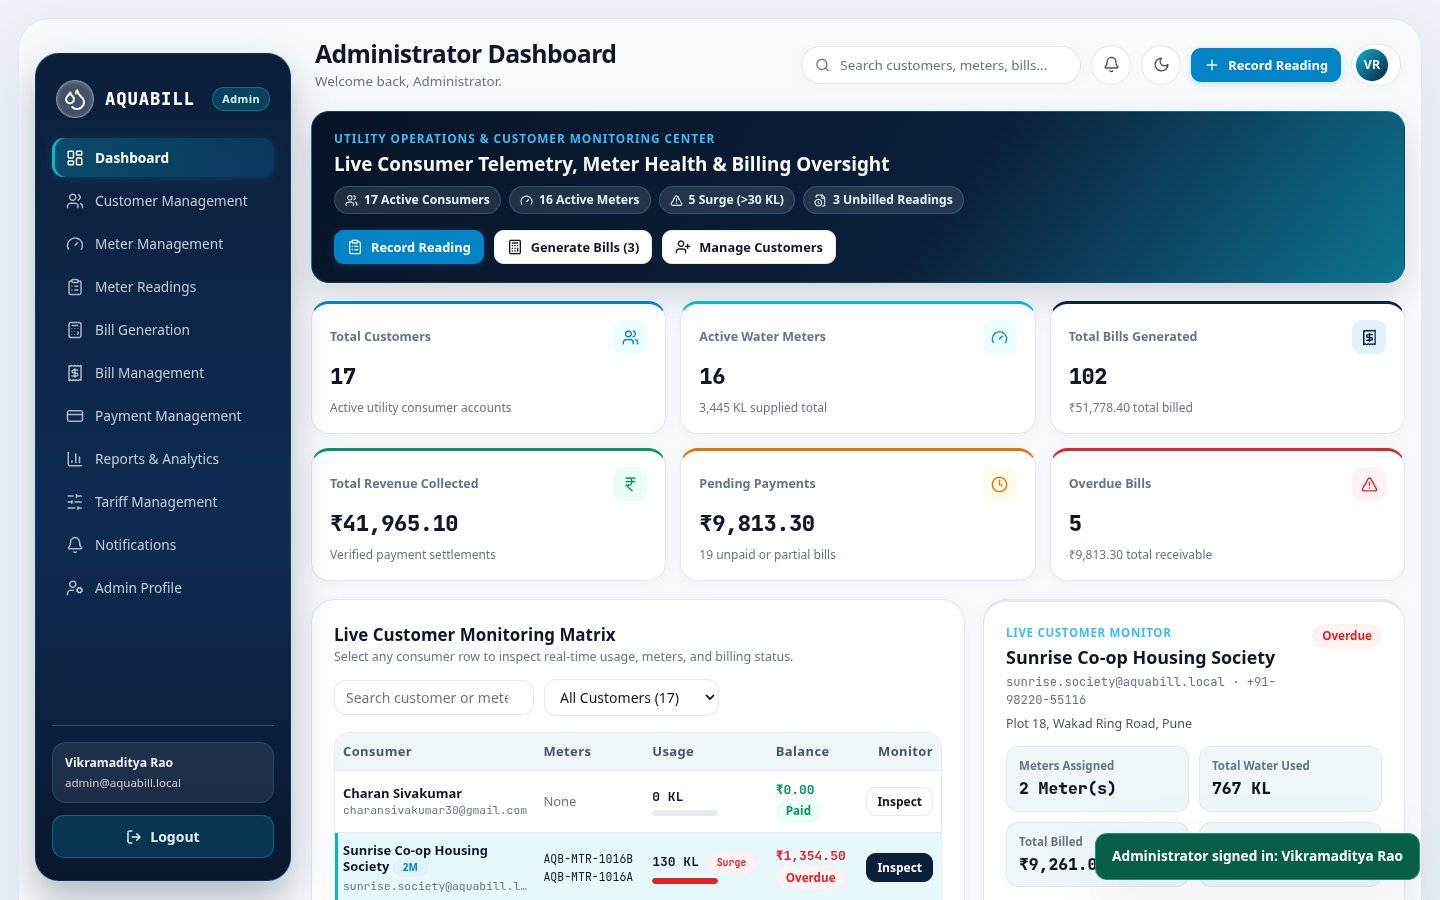 AQUABILL
Admin
Dashboard
Customer Management
Meter Management
Meter Readings
Bill Generation
Bill Management
Payment Management
Reports & Analytics
Tariff Management
Notifications
Admin Profile
Vikramaditya Rao
admin@aquabill.local
Logout
Administrator Dashboard
Welcome back, Administrator.
Search customers, meters, bills...
Record Reading
VR
UTILITY OPERATIONS & CUSTOMER MONITORING CENTER
Live Consumer Telemetry, Meter Health & Billing Oversight
17 Active Consumers
16 Active Meters
5 Surge (>30 KL)
3 Unbilled Readings
Record Reading
Generate Bills (3)
Manage Customers
Total Customers
17
Active utility consumer accounts
Active Water Meters
16
3,445 KL supplied total
Total Bills Generated
102
₹51,778.40 total billed
Total Revenue Collected
₹41,965.10
Verified payment settlements
Pending Payments
₹9,813.30
19 unpaid or partial bills
Overdue Bills
5
₹9,813.30 total receivable
Live Customer Monitoring Matrix
Select any consumer row to inspect real-time usage, meters, and billing status.
Search customer or mete
All Customers (17)
Consumer Meters Usage Balance Monitor
Charan Sivakumar
charansivakumar30@gmail.com
None
0 KL
₹0.00
Paid
Inspect
Sunrise Co-op Housing
Society 2M
sunrise.society@aquabill.l...
AQB-MTR-1016B
AQB-MTR-1016A
130 KL Surge
₹1,354.50
Overdue
Inspect
LIVE CUSTOMER MONITOR
Overdue
Sunrise Co-op Housing Society
sunrise.society@aquabill.local · +91-
98220-55116
Plot 18, Wakad Ring Road, Pune
Meters Assigned
2 Meter(s)
Total Water Used
767 KL
Total Billed
₹9,261.0
Administrator signed in: Vikramaditya Rao